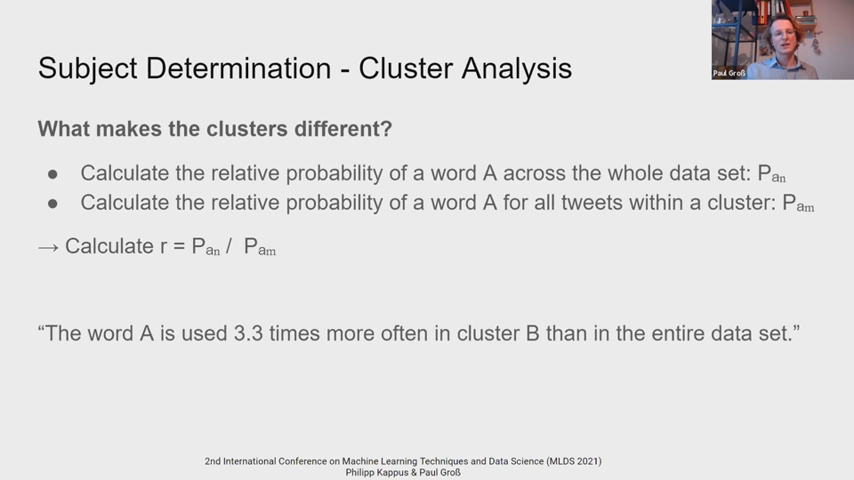 Paul Groß
Subject Determination - Cluster Analysis
What makes the clusters different?
● Calculate the relative probability of a word A across the whole data set: Pₐₙ
● Calculate the relative probability of a word A for all tweets within a cluster: Pₐₘ
→ Calculate r = Pₐₙ / Pₐₘ
“The word A is used 3.3 times more often in cluster B than in the entire data set.”
2nd International Conference on Machine Learning Techniques and Data Science (MLDS 2021)
Philipp Kappus & Paul Groß